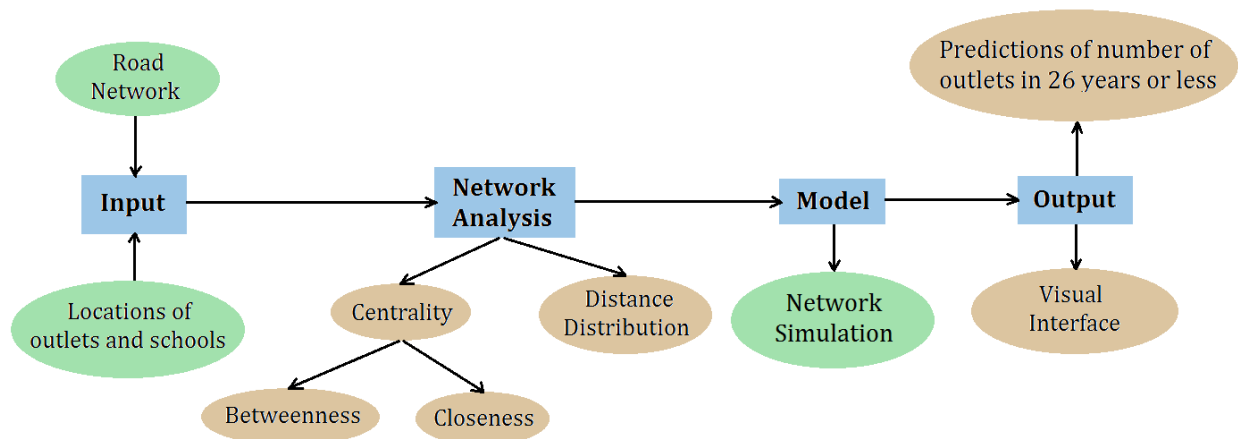 Road
Network
Input
Locations of
outlets and schools
Network
Analysis
Centrality
Betweenness
Closeness
Distance
Distribution
Model
Network
Simulation
Output
Predictions of number of
outlets in 26 years or less
Visual
Interface